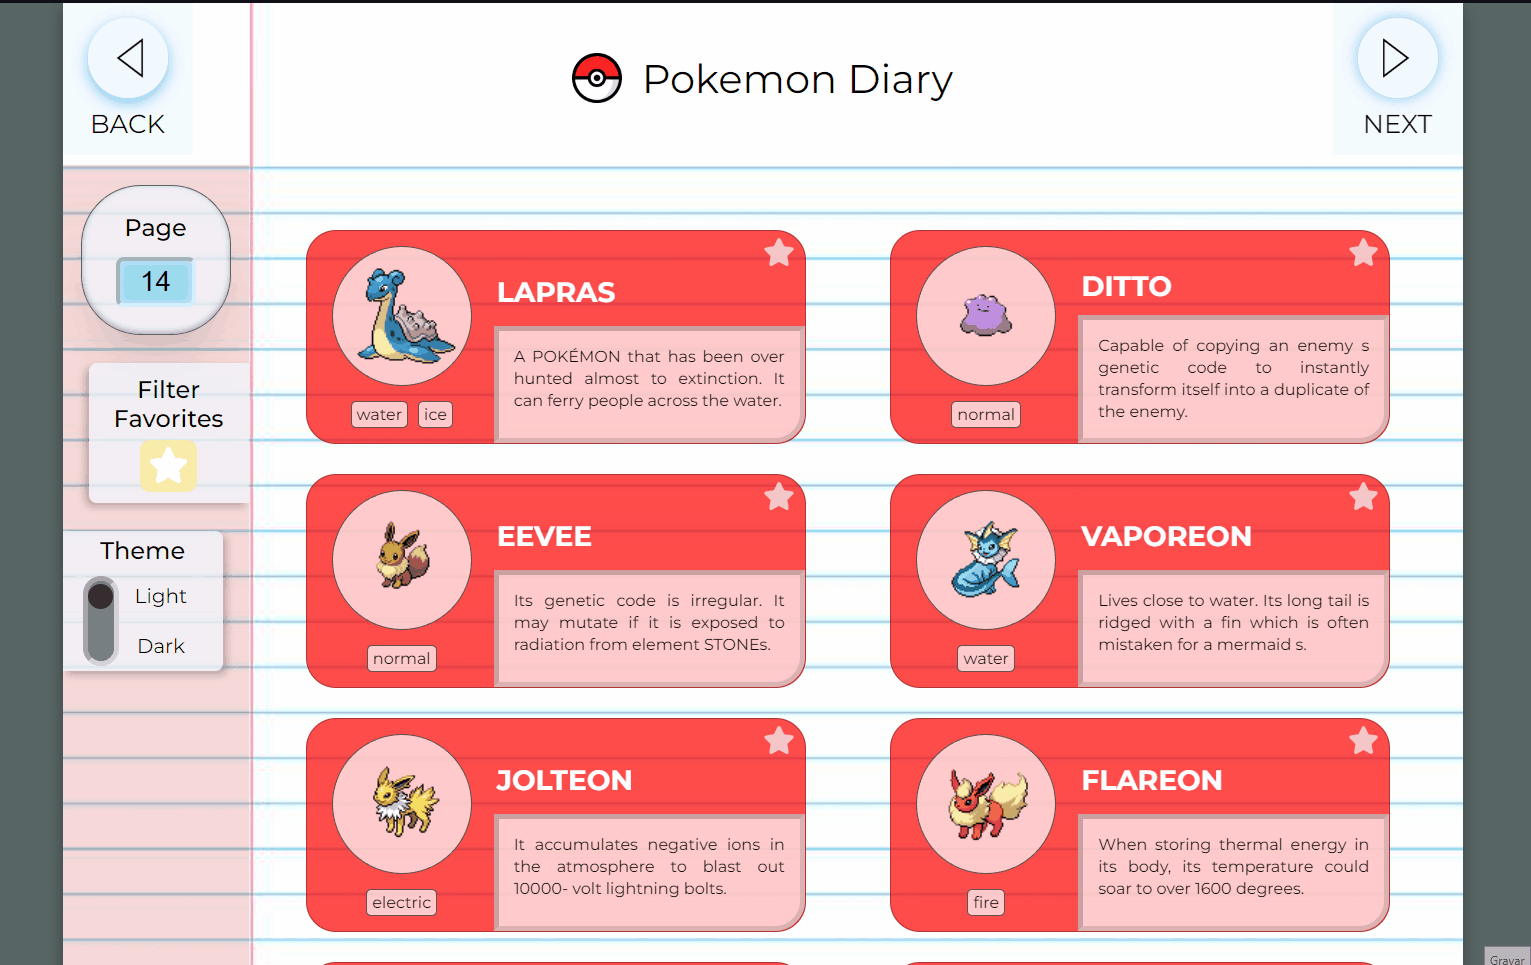 Pokemon Diary
BACK
NEXT
Page
14
Filter
Favorites
Theme
Light
Dark
LAPRAS
A POKÉMON that has been over
hunted almost to extinction. It
can ferry people across the water.
water ice
DITTO
Capable of copying an enemy s
genetic code to instantly
transform itself into a duplicate of
the enemy.
normal
EEVEE
Its genetic code is irregular. It
may mutate if it is exposed to
radiation from element STONEs.
normal
VAPOREON
Lives close to water. Its long tail is
ridged with a fin which is often
mistaken for a mermaid s.
water
JOLTEON
It accumulates negative ions in
the atmosphere to blast out
10000- volt lightning bolts.
electric
FLAREON
When storing thermal energy in
its body, its temperature could
soar to over 1600 degrees.
fire
Gravar